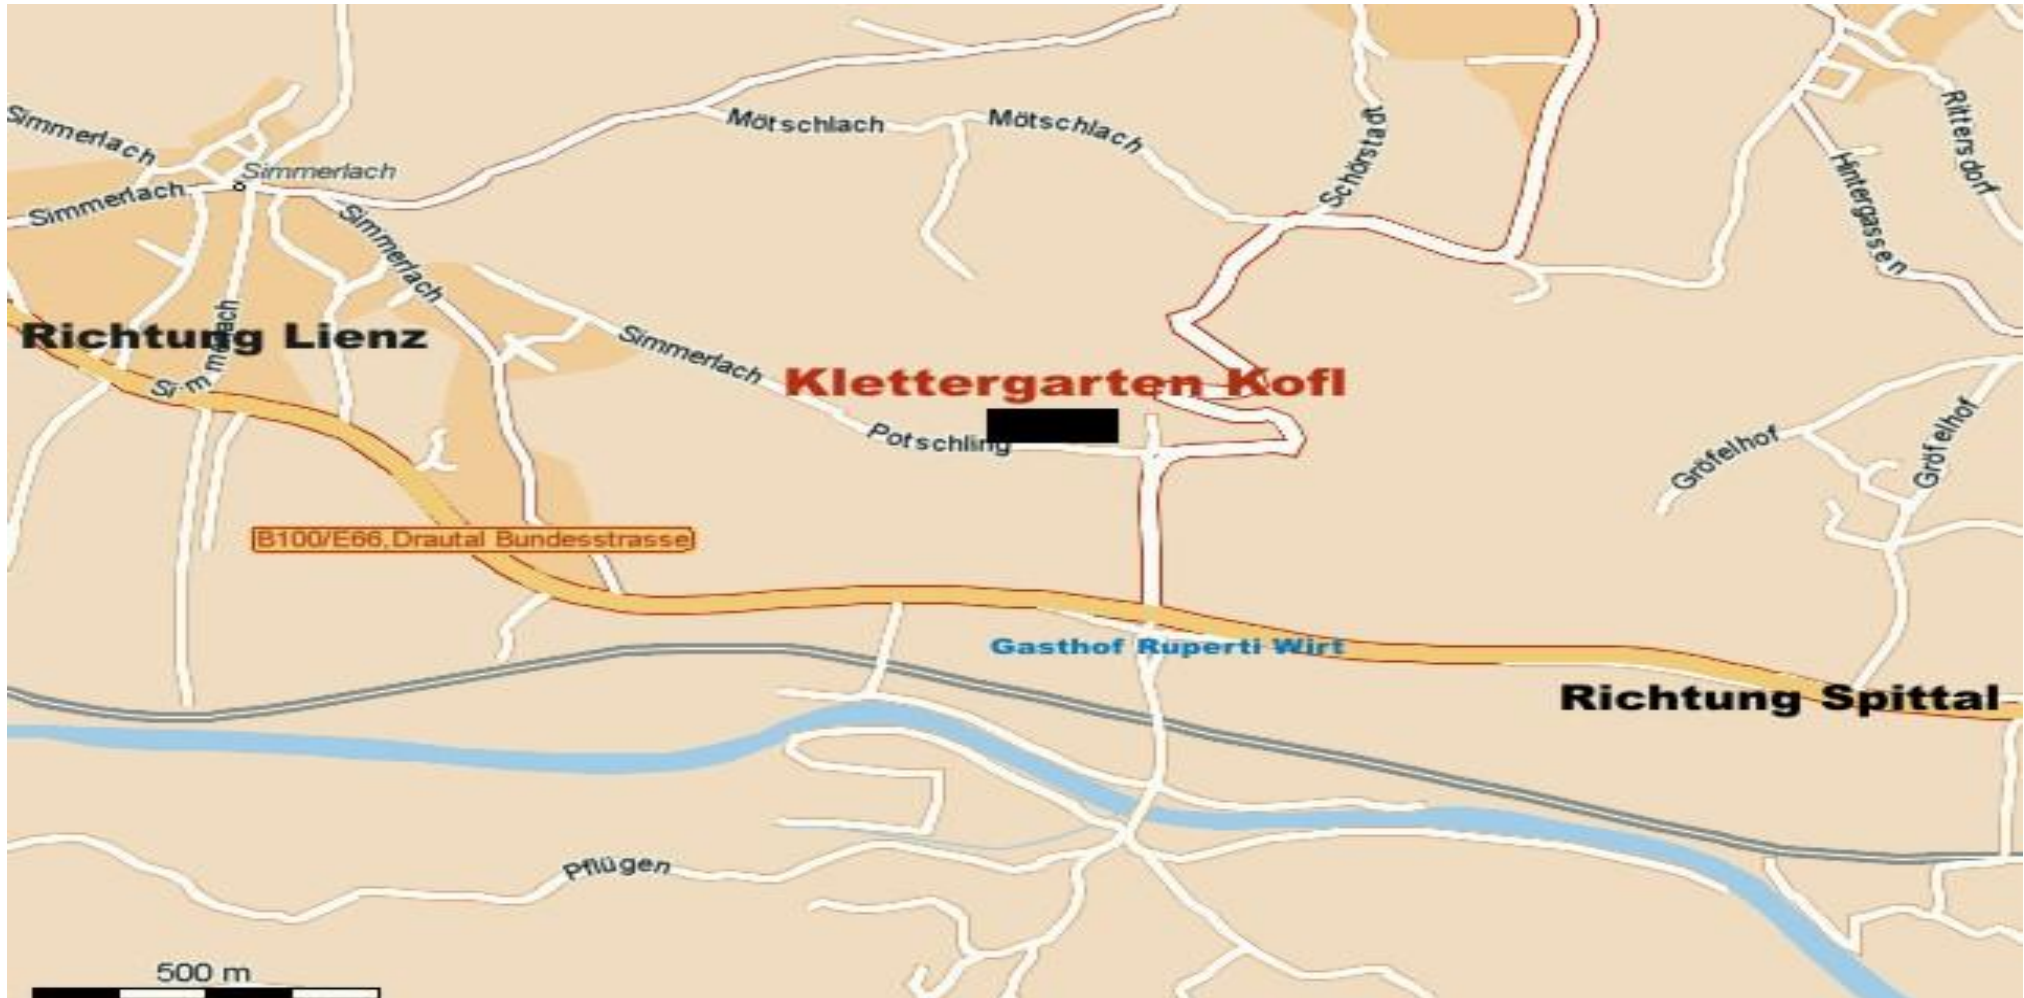 Simmerlach
Mötschlach
Mötschlach
Schörstadt
Rittersdorf
Hintergassen
Simmerlach
Simmerlach
Simmerlach
Simmerlach
Richtung Lienz
Simmerlach
Klettergarten Kofl
Potschling
Gröfelhof
Gröfelhof
B100/E66,Drautal Bundesstrasse
Gasthof Ruperti Wirt
Richtung Spittal
Pflügen
500 m